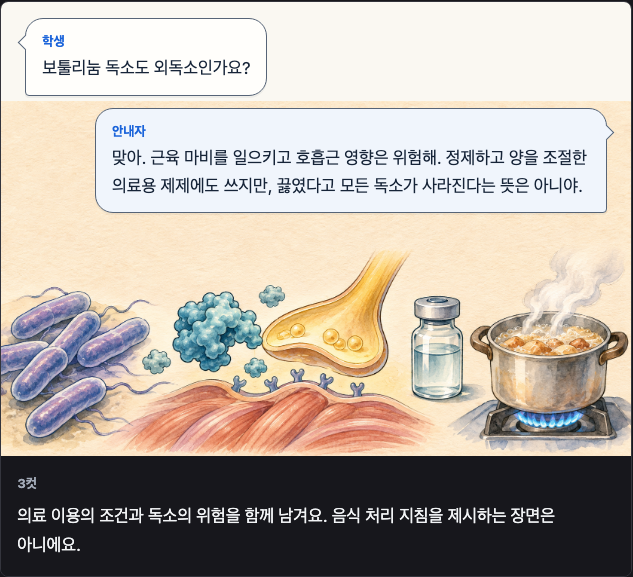 학생
보툴리눔 독소도 외독소인가요?
안내자
맞아. 근육 마비를 일으키고 호흡근 영향은 위험해. 정제하고 양을 조절한
의료용 제제에도 쓰지만, 끓였다고 모든 독소가 사라진다는 뜻은 아니야.
3컷
의료 이용의 조건과 독소의 위험을 함께 남겨요. 음식 처리 지침을 제시하는 장면은
아니에요.